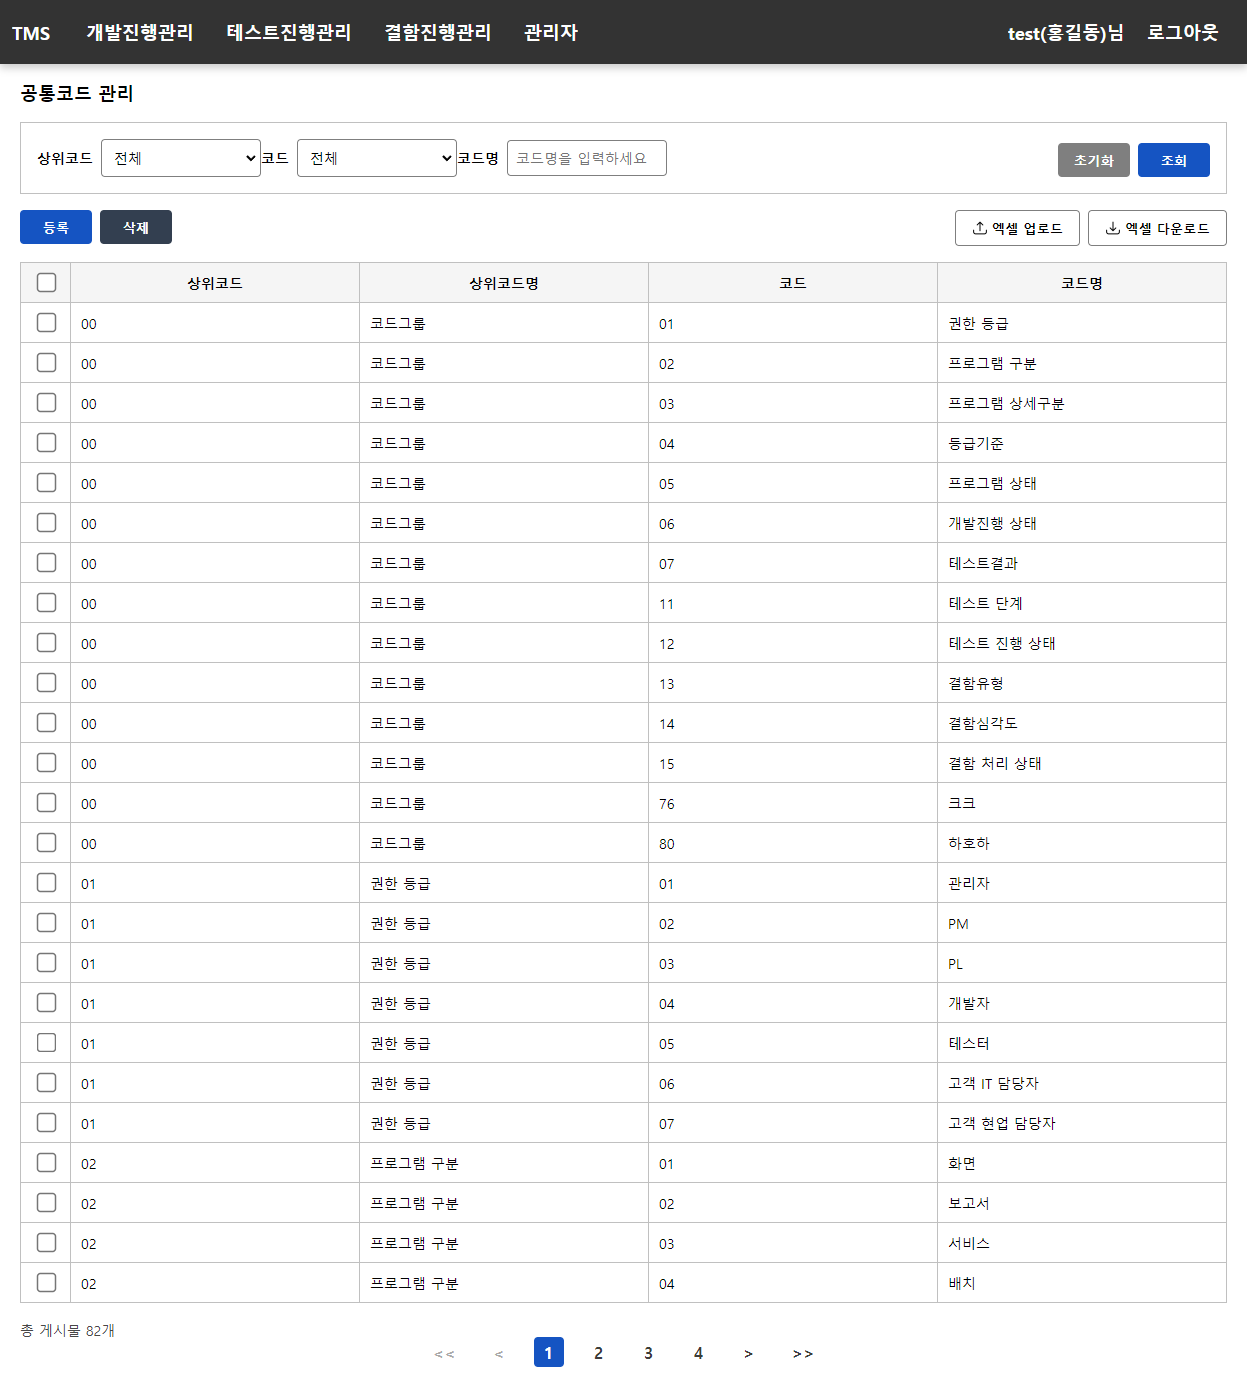 TMS 개발진행관리 테스트진행관리 결함진행관리 관리자 test(홍길동)님 로그아웃
공통코드 관리
상위코드 전체 코드 전체 코드명 코드명을 입력하세요 초기화 조회
등록 삭제 엑셀 업로드 엑셀 다운로드
상위코드 상위코드명 코드 코드명
00 코드그룹 01 권한 등급
00 코드그룹 02 프로그램 구분
00 코드그룹 03 프로그램 상세구분
00 코드그룹 04 등급기준
00 코드그룹 05 프로그램 상태
00 코드그룹 06 개발진행 상태
00 코드그룹 07 테스트결과
00 코드그룹 11 테스트 단계
00 코드그룹 12 테스트 진행 상태
00 코드그룹 13 결함유형
00 코드그룹 14 결함심각도
00 코드그룹 15 결함 처리 상태
00 코드그룹 76 크크
00 코드그룹 80 하호하
01 권한 등급 01 관리자
01 권한 등급 02 PM
01 권한 등급 03 PL
01 권한 등급 04 개발자
01 권한 등급 05 테스터
01 권한 등급 06 고객 IT 담당자
01 권한 등급 07 고객 현업 담당자
02 프로그램 구분 01 화면
02 프로그램 구분 02 보고서
02 프로그램 구분 03 서비스
02 프로그램 구분 04 배치
총 게시물 82개
<< < 1 2 3 4 > >>